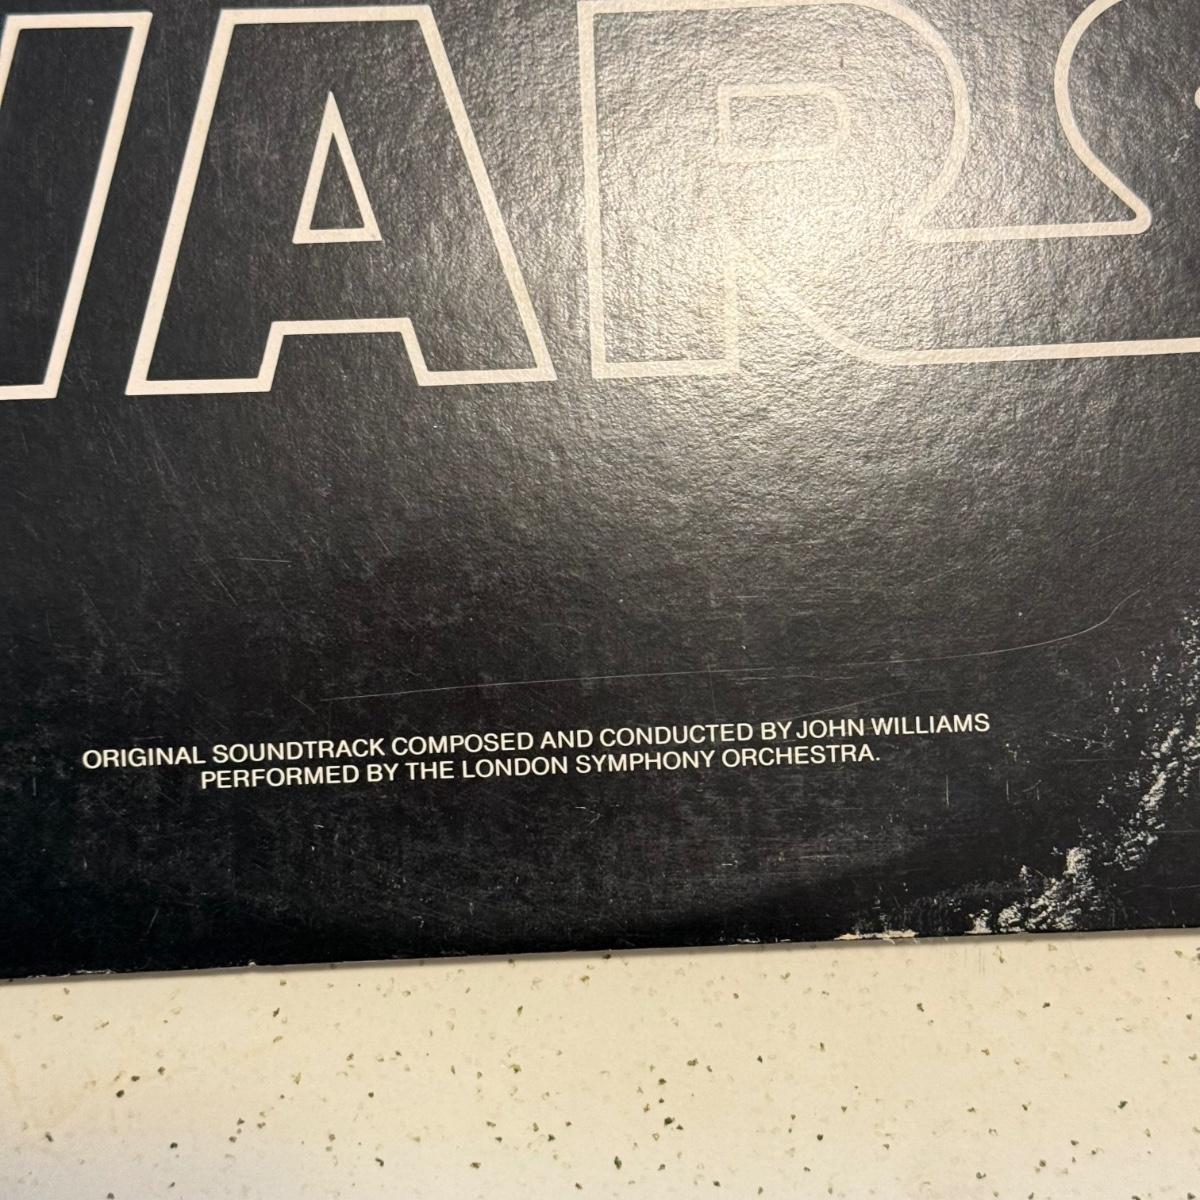 WARS
ORIGINAL SOUNDTRACK COMPOSED AND CONDUCTED BY JOHN WILLIAMS
PERFORMED BY THE LONDON SYMPHONY ORCHESTRA.